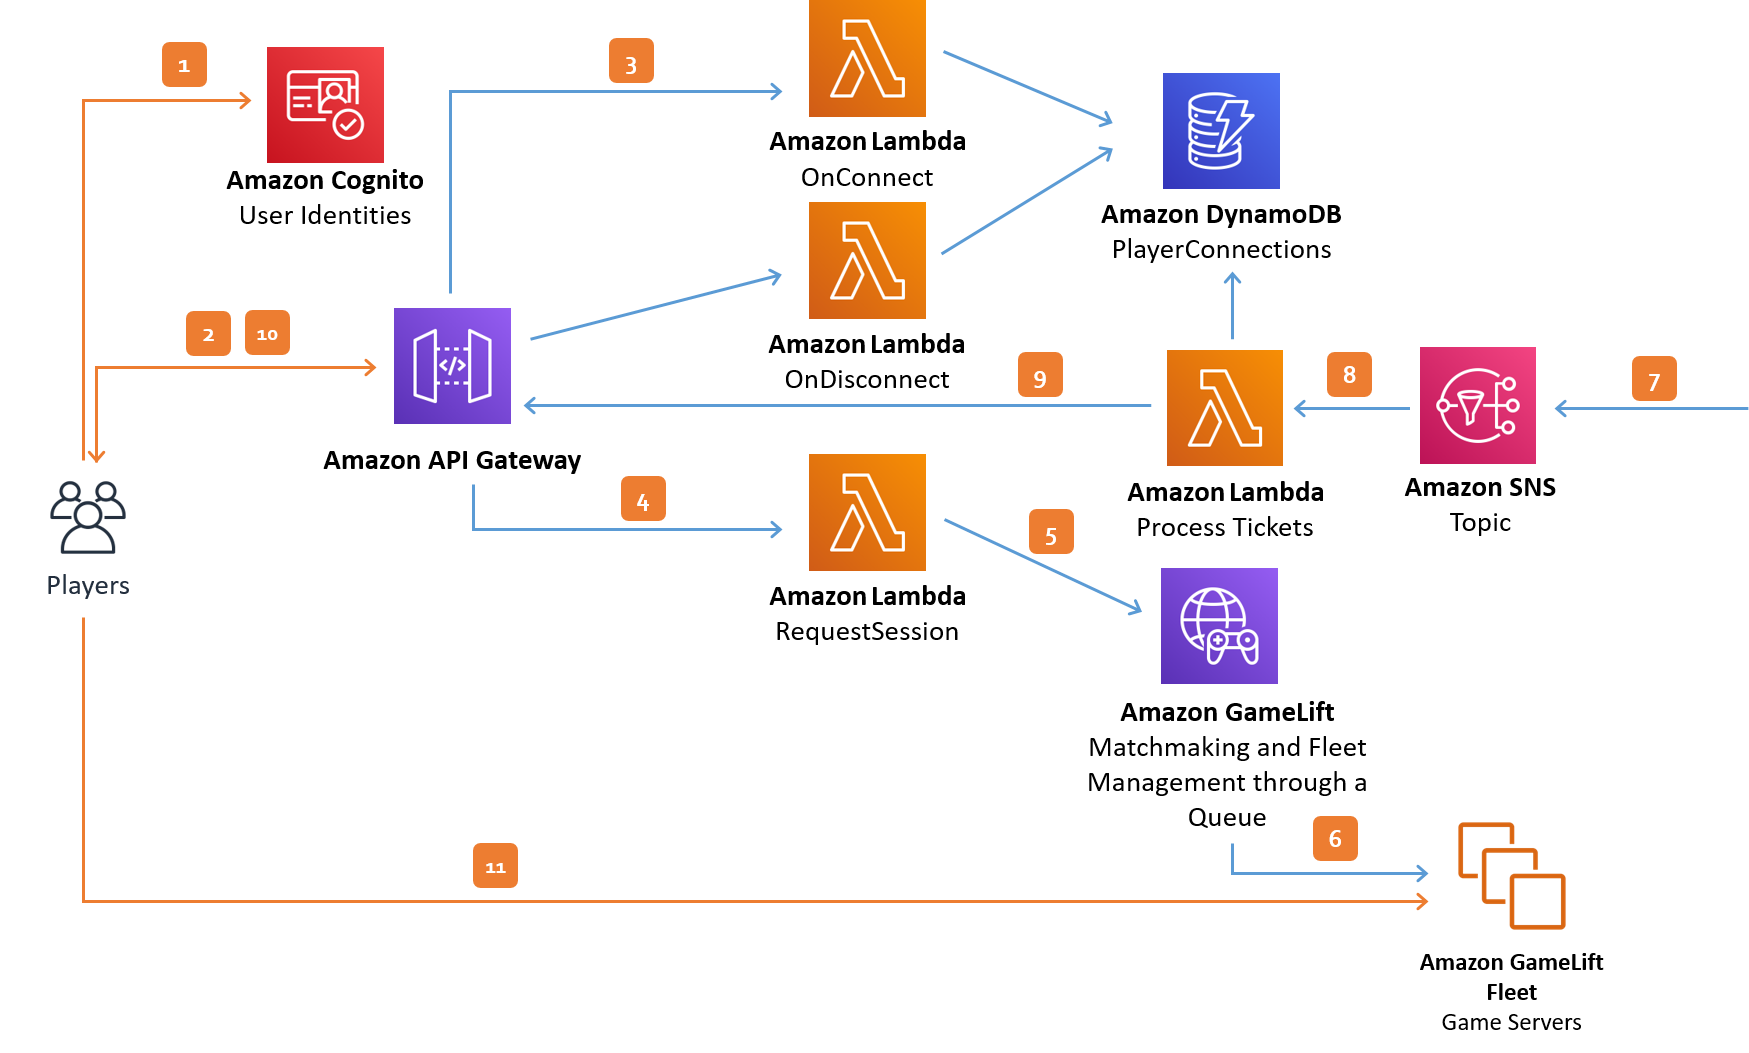 1
Amazon Cognito
User Identities
2
10
Amazon API Gateway
Players
3
Amazon Lambda
OnConnect
Amazon Lambda
OnDisconnect
Amazon DynamoDB
PlayerConnections
9
8
7
Amazon Lambda
Process Tickets
Amazon SNS
Topic
4
Amazon Lambda
RequestSession
5
Amazon GameLift
Matchmaking and Fleet
Management through a
Queue
6
11
Amazon GameLift
Fleet
Game Servers